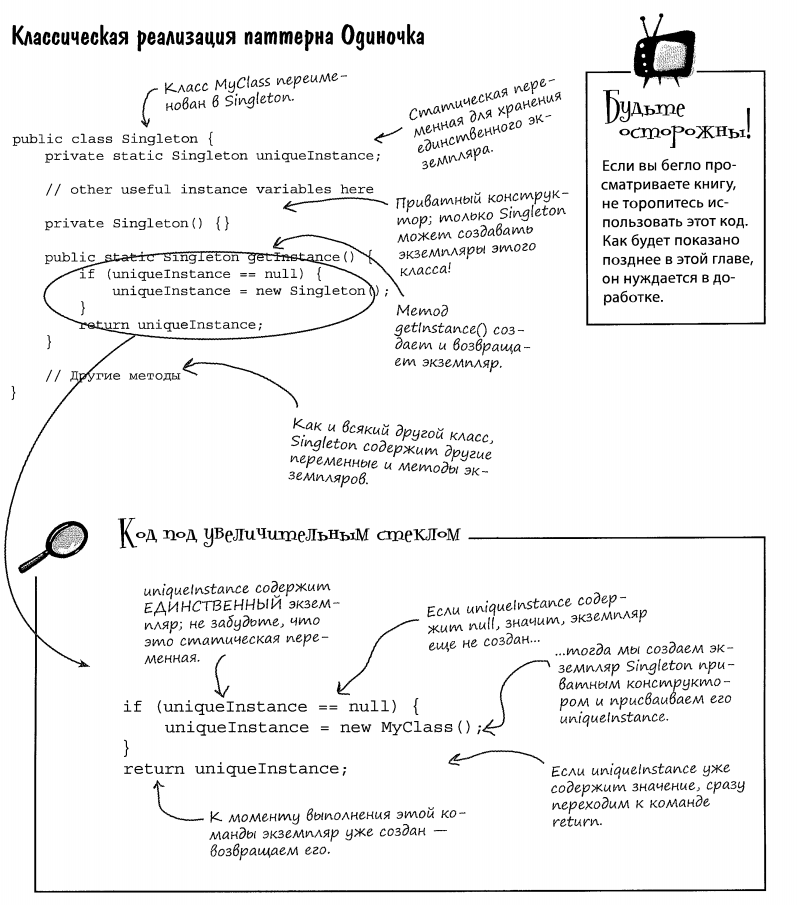 Классическая реализация паттерна Одиночка
Класс MyClass переиме-
нован в Singleton.
Статическая пере-
менная для хранения
единственного эк-
земпляра.
public class Singleton {
private static Singleton uniqueInstance;
// other useful instance variables here
Приватный конструк-
тор; только Singleton
может создавать
экземпляры этого
класса!
private Singleton() {}
public static Singleton getInstance() {
if (uniqueInstance == null) {
uniqueInstance = new Singleton();
}
return uniqueInstance;
}
Метод
getInstance() соз-
дает и возвраща-
ет экземпляр.
// Другие методы
}
Как и всякий другой класс,
Singleton содержит другие
переменные и методы эк-
земпляров.
Будьте
осторожны!
Если вы бегло про-
сматриваете книгу,
не торопитесь ис-
пользовать этот код.
Как будет показано
позднее в этой главе,
он нуждается в до-
работке.
Код под увеличительным стеклом
uniqueInstance содержит
ЕДИНСТВЕННЫЙ экзем-
пляр; не забудьте, что
это статическая пере-
менная.
Если uniqueInstance содер-
жит null, значит, экземпляр
еще не создан...
...тогда мы создаем эк-
земпляр Singleton при-
ватным конструкто-
ром и присваиваем его
uniqueInstance.
if (uniqueInstance == null) {
uniqueInstance = new MyClass();
}
return uniqueInstance;
Если uniqueInstance уже
содержит значение, сразу
переходим к команде
return.
К моменту выполнения этой ко-
манды экземпляр уже создан —
возвращаем его.